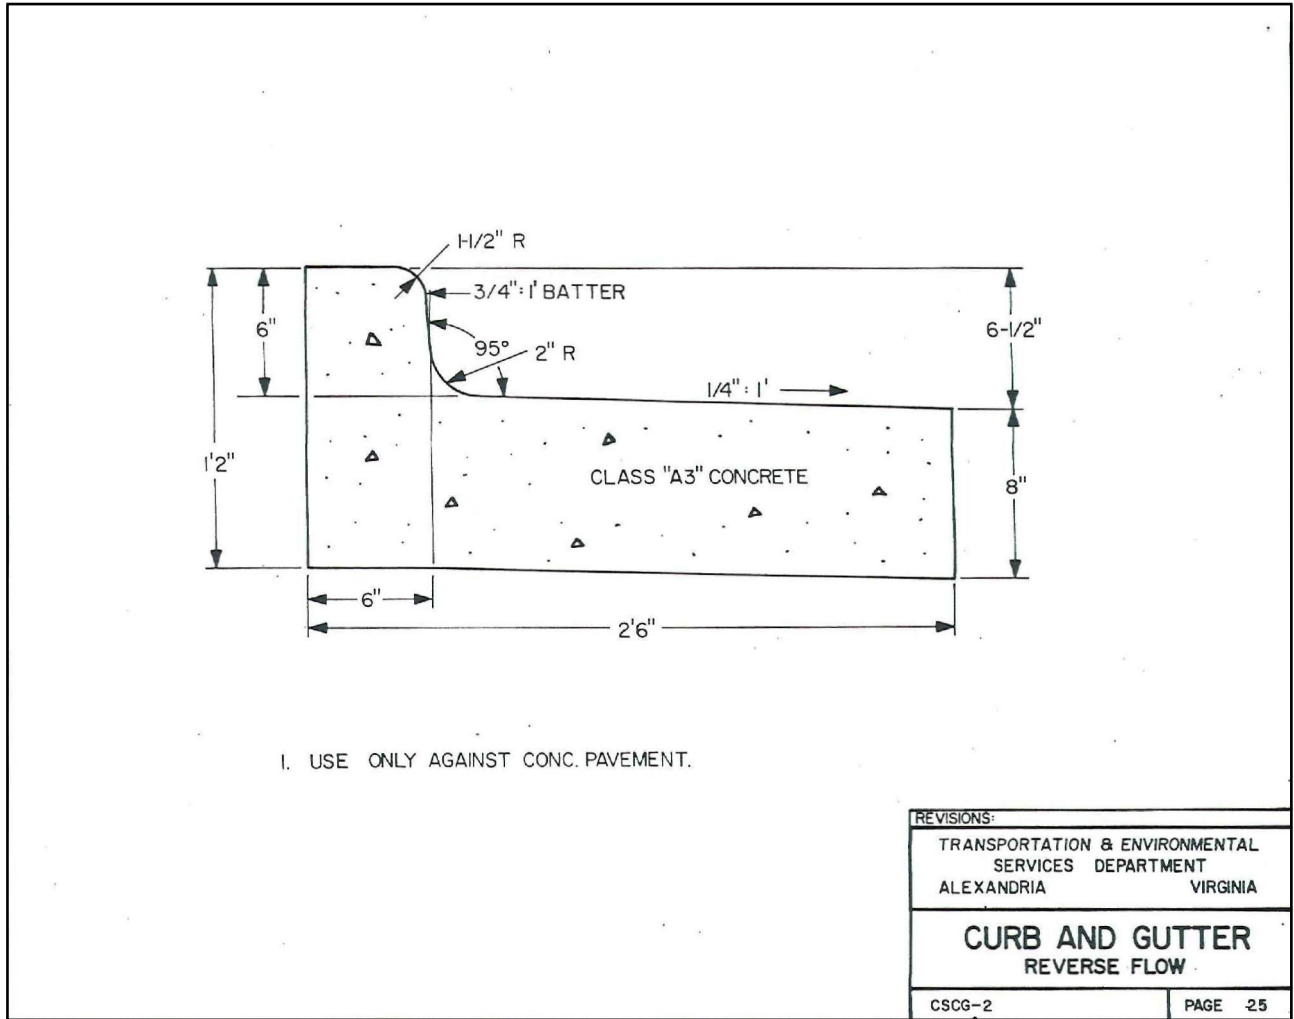 1-1/2" R
3/4":1' BATTER
6"
6-1/2"
95°
2" R
1/4" : 1'
1'2"
CLASS "A3" CONCRETE
8"
6"
2'6"
1. USE ONLY AGAINST CONC. PAVEMENT.
REVISIONS:
TRANSPORTATION & ENVIRONMENTAL
SERVICES DEPARTMENT
ALEXANDRIA VIRGINIA
CURB AND GUTTER
REVERSE FLOW
CSCG-2 PAGE 25